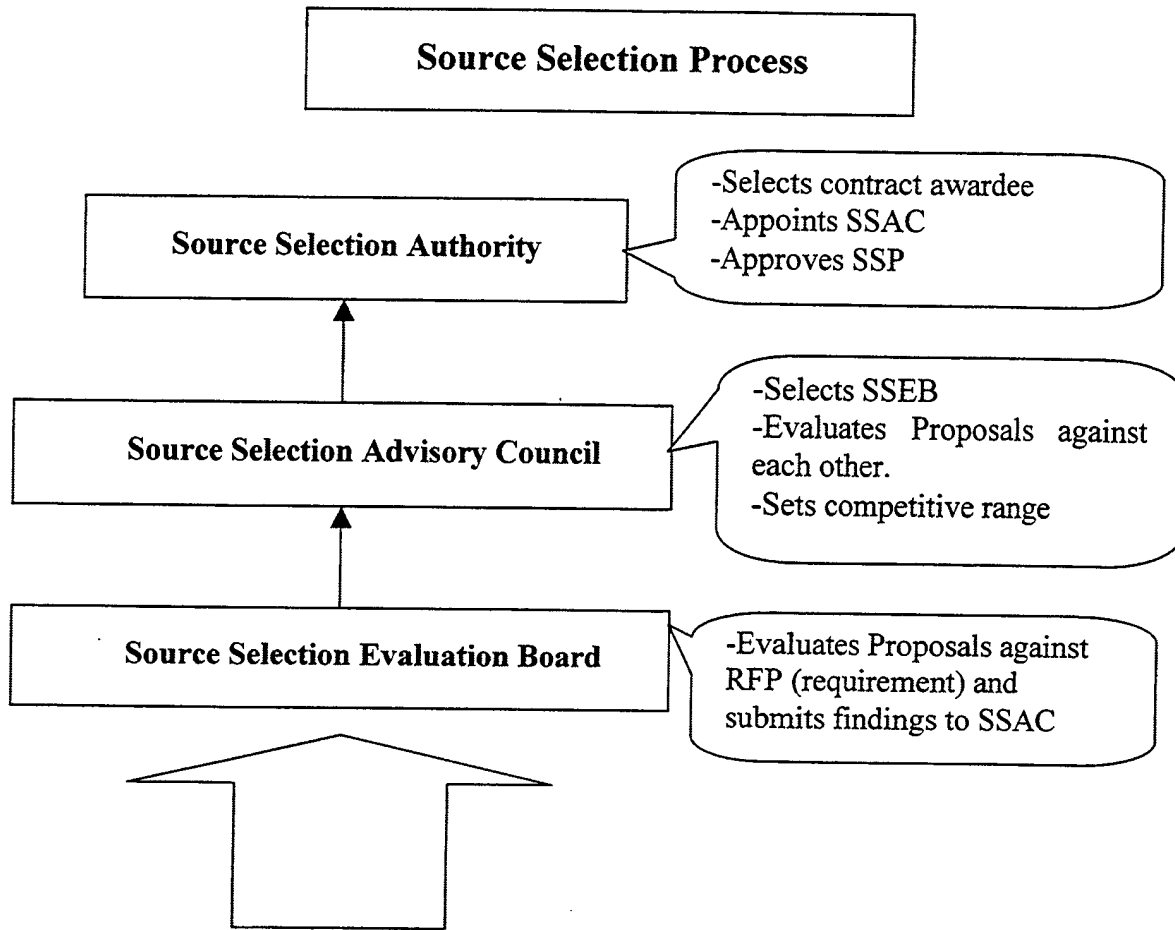 Source Selection Process
Source Selection Authority
-Selects contract awardee
-Appoints SSAC
-Approves SSP
Source Selection Advisory Council
-Selects SSEB
-Evaluates Proposals against
each other.
-Sets competitive range
Source Selection Evaluation Board
-Evaluates Proposals against
RFP (requirement) and
submits findings to SSAC